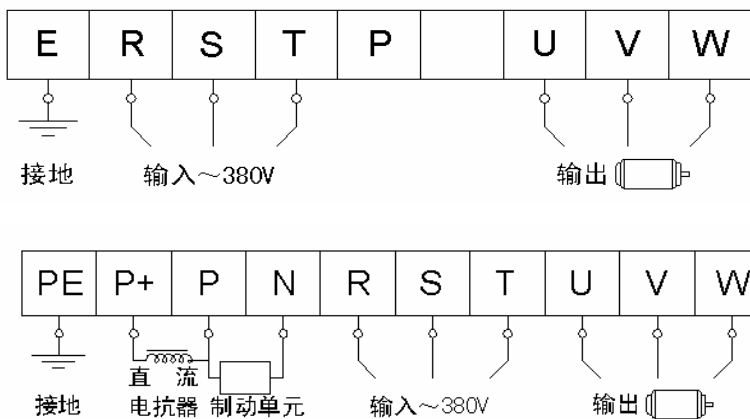 E R S T P U V W
接地 输入～380V 输出
PE P+ P N R S T U V W
直 流
接地 电抗器 制动单元 输入～380V 输出